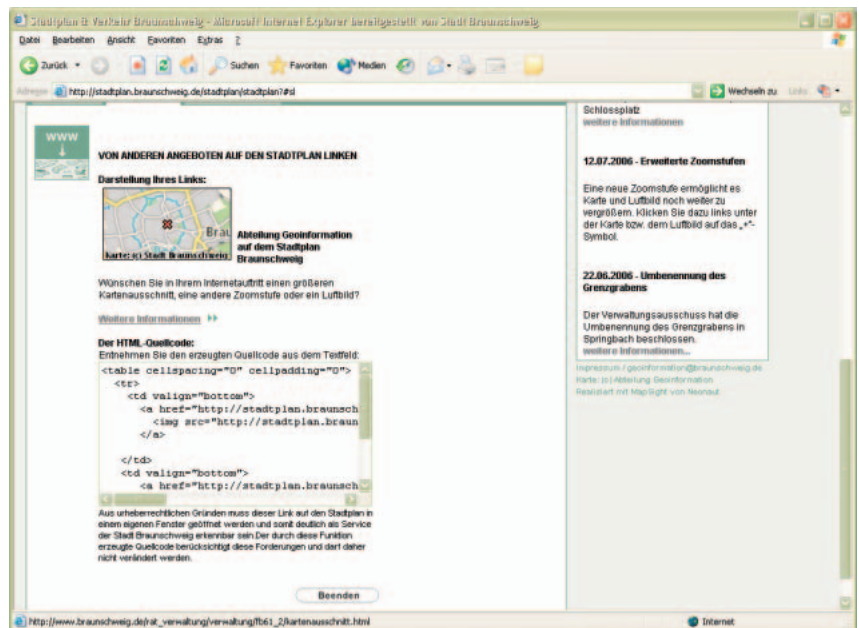 Stadtplan & Verkehr Braunschweig - Microsoft Internet Explorer bereitgestellt von Stadt Braunschweig
Datei Bearbeiten Ansicht Favoriten Extras ?
Zurück Suchen Favoriten Medien
Adresse http://stadtplan.braunschweig.de/stadtplan/stadtplan?#sl Wechseln zu Links
WWW
VON ANDEREN ANGEBOTEN AUF DEN STADTPLAN LINKEN
Darstellung Ihres Links:
Brau
Karte: (c) Stadt Braunschweig
Abteilung Geoinformation
auf dem Stadtplan
Braunschweig
Wünschen Sie in Ihrem Internetauftritt einen größeren
Kartenausschnitt, eine andere Zoomstufe oder ein Luftbild?
Weitere Informationen
Der HTML-Quellcode:
Entnehmen Sie den erzeugten Quellcode aus dem Textfeld:
<table cellspacing="0" cellpadding="0">
<tr>
<td valign="bottom">
<a href="http://stadtplan.braunsch
<img src="http://stadtplan.braun
</a>
</td>
<td valign="bottom">
<a href="http://stadtplan.braunsch
Aus urheberrechtlichen Gründen muss dieser Link auf den Stadtplan in
einem eigenen Fenster geöffnet werden und somit deutlich als Service
der Stadt Braunschweig erkennbar sein.Der durch diese Funktion
erzeugte Quellcode berücksichtigt diese Forderungen und darf daher
nicht verändert werden.
Beenden
Schlossplatz
weitere Informationen
12.07.2006 - Erweiterte Zoomstufen
Eine neue Zoomstufe ermöglicht es
Karte und Luftbild noch weiter zu
vergrößern. Klicken Sie dazu links unter
der Karte bzw. dem Luftbild auf das „+"-
Symbol.
22.06.2006 - Umbenennung des
Grenzgrabens
Der Verwaltungsausschuss hat die
Umbenennung des Grenzgrabens in
Springbach beschlossen.
weitere Informationen...
Impressum / geoinformation@braunschweig.de
Karte: (c) Abteilung Geoinformation
Realisiert mit MapSight von Neonaut
http://www.braunschweig.de/rat_verwaltung/verwaltung/fb61_2/kartenausschnitt.html Internet